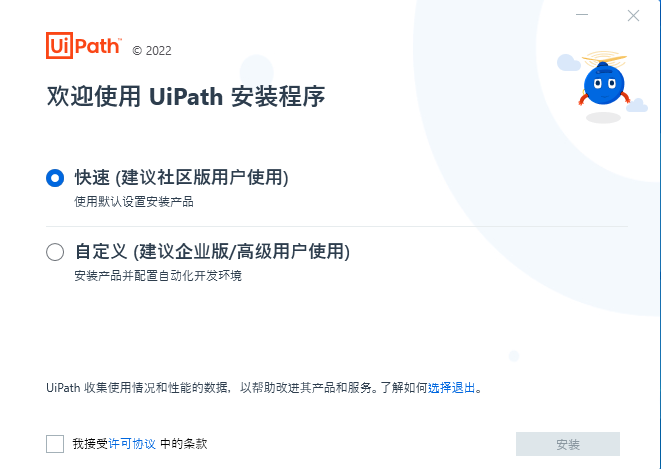 UiPath™ © 2022
欢迎使用 UiPath 安装程序
快速 (建议社区版用户使用)
使用默认设置安装产品
自定义 (建议企业版/高级用户使用)
安装产品并配置自动化开发环境
UiPath 收集使用情况和性能的数据，以帮助改进其产品和服务。了解如何选择退出。
我接受许可协议 中的条款
安装